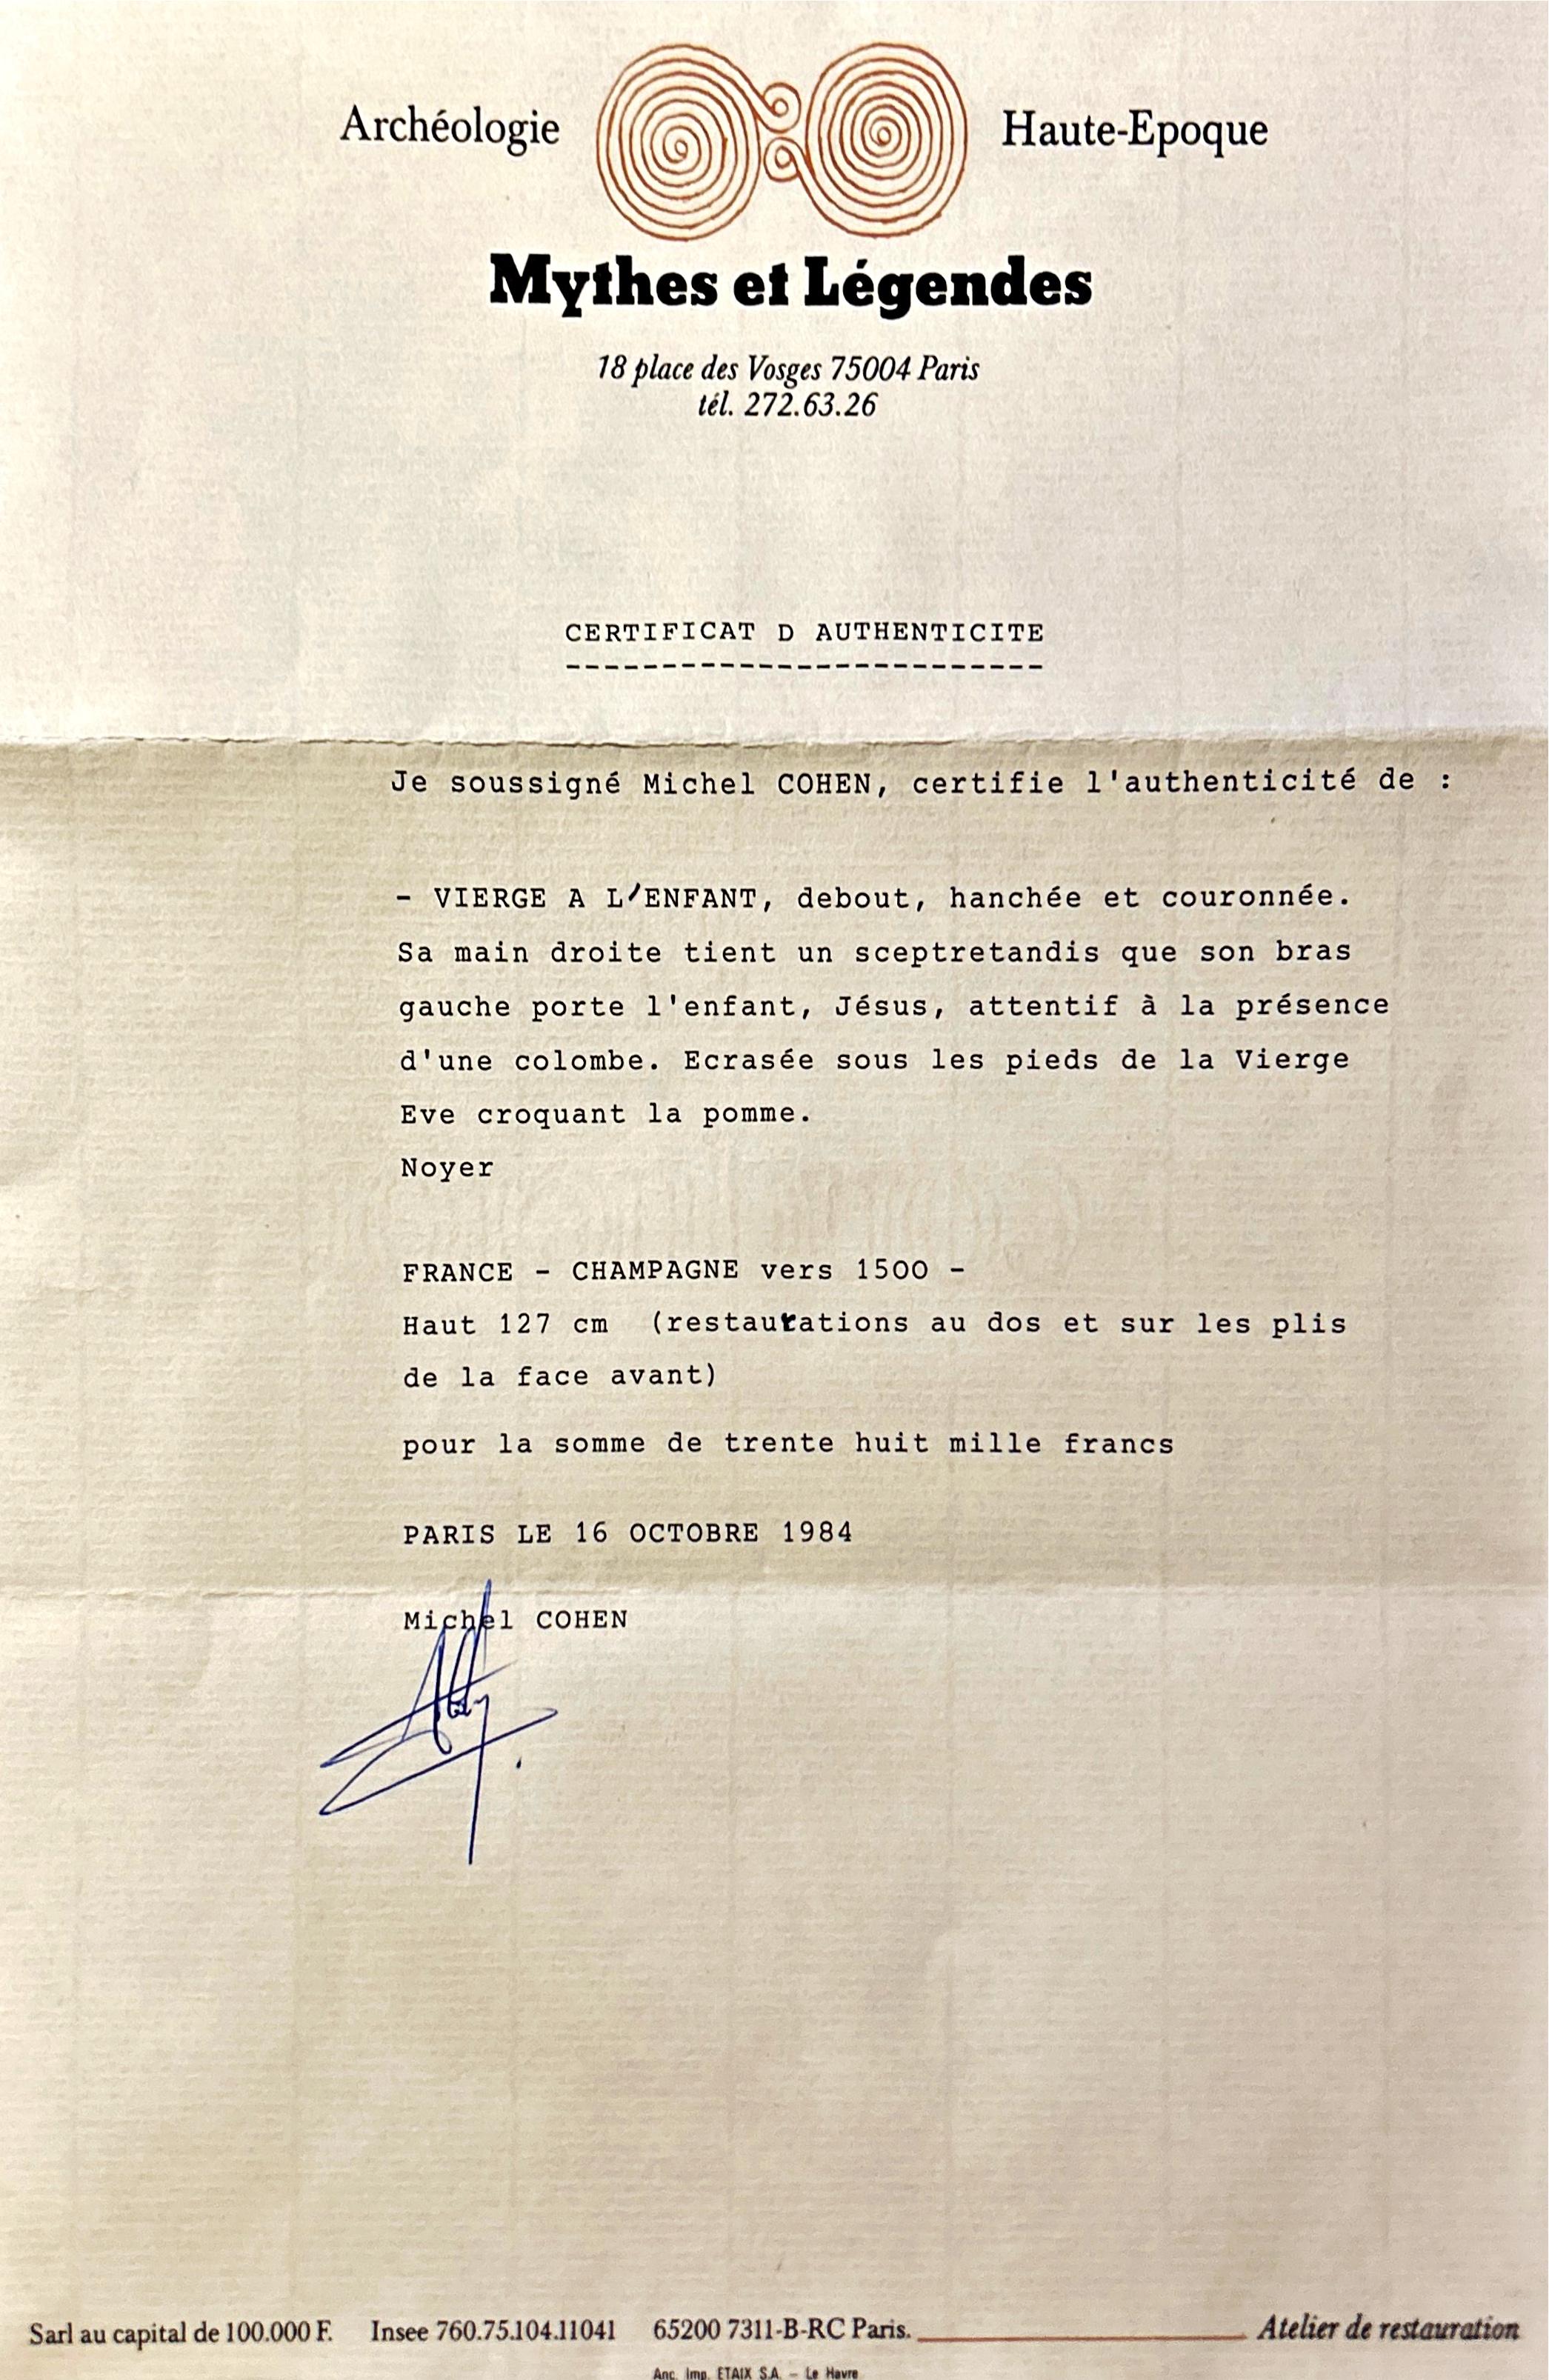 Archéologie Haute-Epoque
Mythes et Légendes
18 place des Vosges 75004 Paris
tél. 272.63.26
CERTIFICAT D AUTHENTICITE
-------------------------
Je soussigné Michel COHEN, certifie l'authenticité de :
- VIERGE A L'ENFANT, debout, hanchée et couronnée.
Sa main droite tient un sceptretandis que son bras
gauche porte l'enfant, Jésus, attentif à la présence
d'une colombe. Ecrasée sous les pieds de la Vierge
Eve croquant la pomme.
Noyer
FRANCE - CHAMPAGNE vers 1500 -
Haut 127 cm (restaurations au dos et sur les plis
de la face avant)
pour la somme de trente huit mille francs
PARIS LE 16 OCTOBRE 1984
Michel COHEN
Sarl au capital de 100.000 F. Insee 760.75.104.11041 65200 7311-B-RC Paris. Atelier de restauration
Anc. Imp. ETAIX S.A. - Le Havre